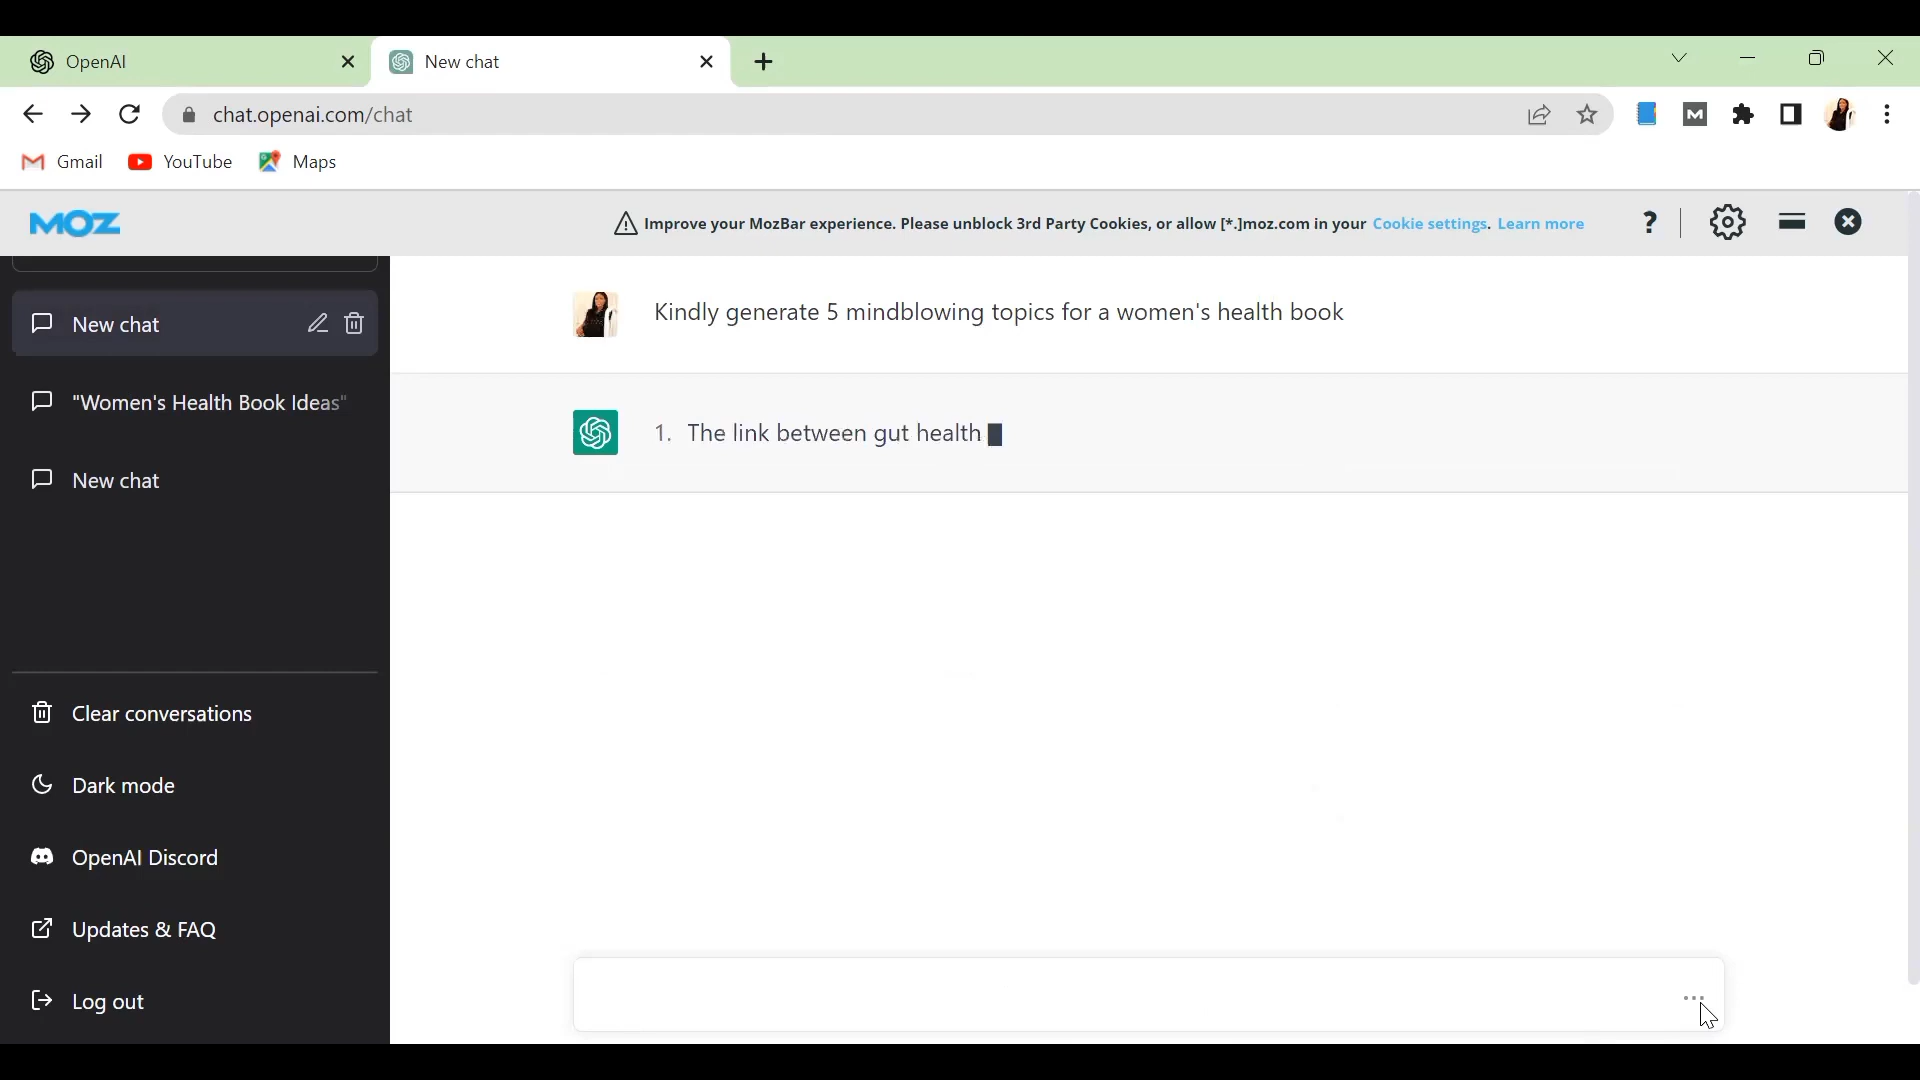 OpenAI
New chat
chat.openai.com/chat
Gmail
YouTube
Maps
MOZ
Improve your MozBar experience. Please unblock 3rd Party Cookies, or allow [*.]moz.com in your Cookie settings. Learn more
?
New chat
"Women's Health Book Ideas"
New chat
Clear conversations
Dark mode
OpenAI Discord
Updates & FAQ
Log out
Kindly generate 5 mindblowing topics for a women's health book
1. The link between gut health